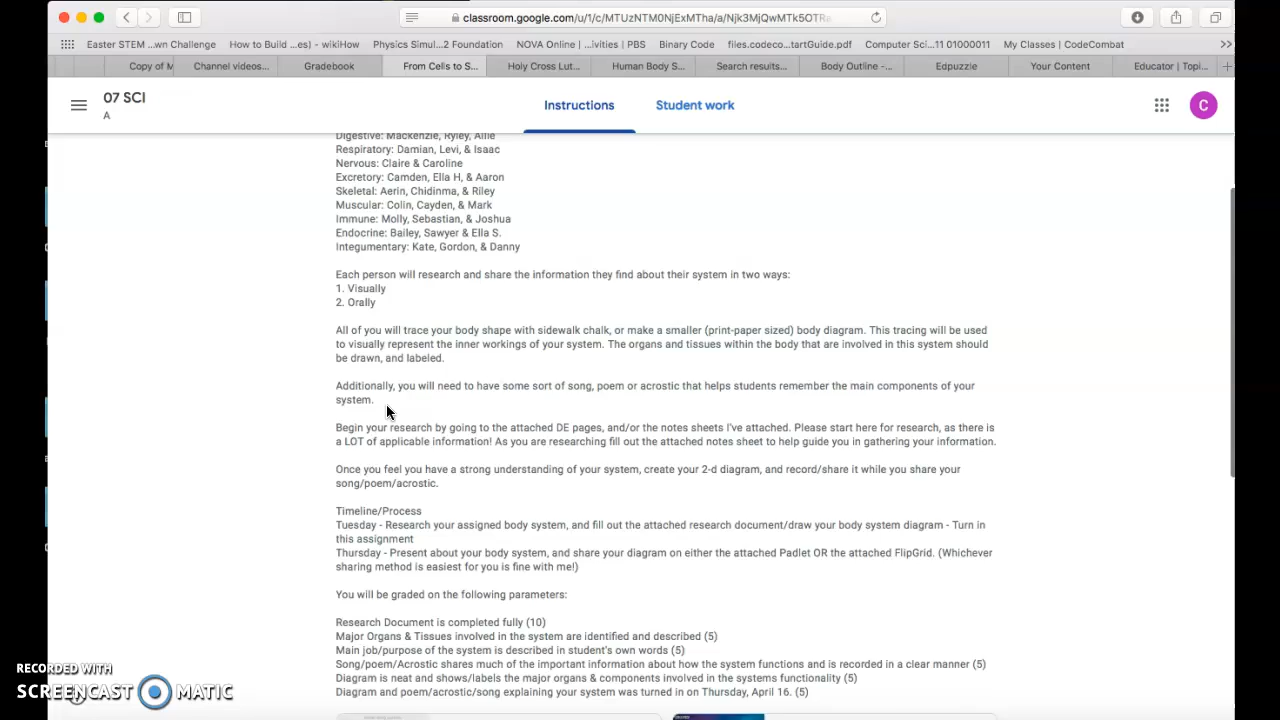 classroom.google.com/u/1/c/MTUzNTM0NjExMTha/a/Njk3MjQwMTk5OTRa
Easter STEM ...wn Challenge How to Build ...es) - wikiHow Physics Simul...2 Foundation NOVA Online | ...ivities | PBS Binary Code files.codeco...tartGuide.pdf Computer Sci...11 01000011 My Classes | CodeCombat
Copy of M Channel videos... Gradebook From Cells to S... Holy Cross Lut... Human Body S... Search results... Body Outline -... Edpuzzle Your Content Educator | Topi...
07 SCI
A
Instructions Student work
C
Digestive: Mackenzie, Ryley, Allie
Respiratory: Damian, Levi, & Isaac
Nervous: Claire & Caroline
Excretory: Camden, Ella H, & Aaron
Skeletal: Aerin, Chidinma, & Riley
Muscular: Colin, Cayden, & Mark
Immune: Molly, Sebastian, & Joshua
Endocrine: Bailey, Sawyer & Ella S.
Integumentary: Kate, Gordon, & Danny
Each person will research and share the information they find about their system in two ways:
1. Visually
2. Orally
All of you will trace your body shape with sidewalk chalk, or make a smaller (print-paper sized) body diagram. This tracing will be used
to visually represent the inner workings of your system. The organs and tissues within the body that are involved in this system should
be drawn, and labeled.
Additionally, you will need to have some sort of song, poem or acrostic that helps students remember the main components of your
system.
Begin your research by going to the attached DE pages, and/or the notes sheets I've attached. Please start here for research, as there is
a LOT of applicable information! As you are researching fill out the attached notes sheet to help guide you in gathering your information.
Once you feel you have a strong understanding of your system, create your 2-d diagram, and record/share it while you share your
song/poem/acrostic.
Timeline/Process
Tuesday - Research your assigned body system, and fill out the attached research document/draw your body system diagram - Turn in
this assignment
Thursday - Present about your body system, and share your diagram on either the attached Padlet OR the attached FlipGrid. (Whichever
sharing method is easiest for you is fine with me!)
You will be graded on the following parameters:
Research Document is completed fully (10)
Major Organs & Tissues involved in the system are identified and described (5)
Main job/purpose of the system is described in student's own words (5)
Song/poem/Acrostic shares much of the important information about how the system functions and is recorded in a clear manner (5)
Diagram is neat and shows/labels the major organs & components involved in the systems functionality (5)
Diagram and poem/acrostic/song explaining your system was turned in on Thursday, April 16. (5)
RECORDED WITH
SCREENCAST MATIC